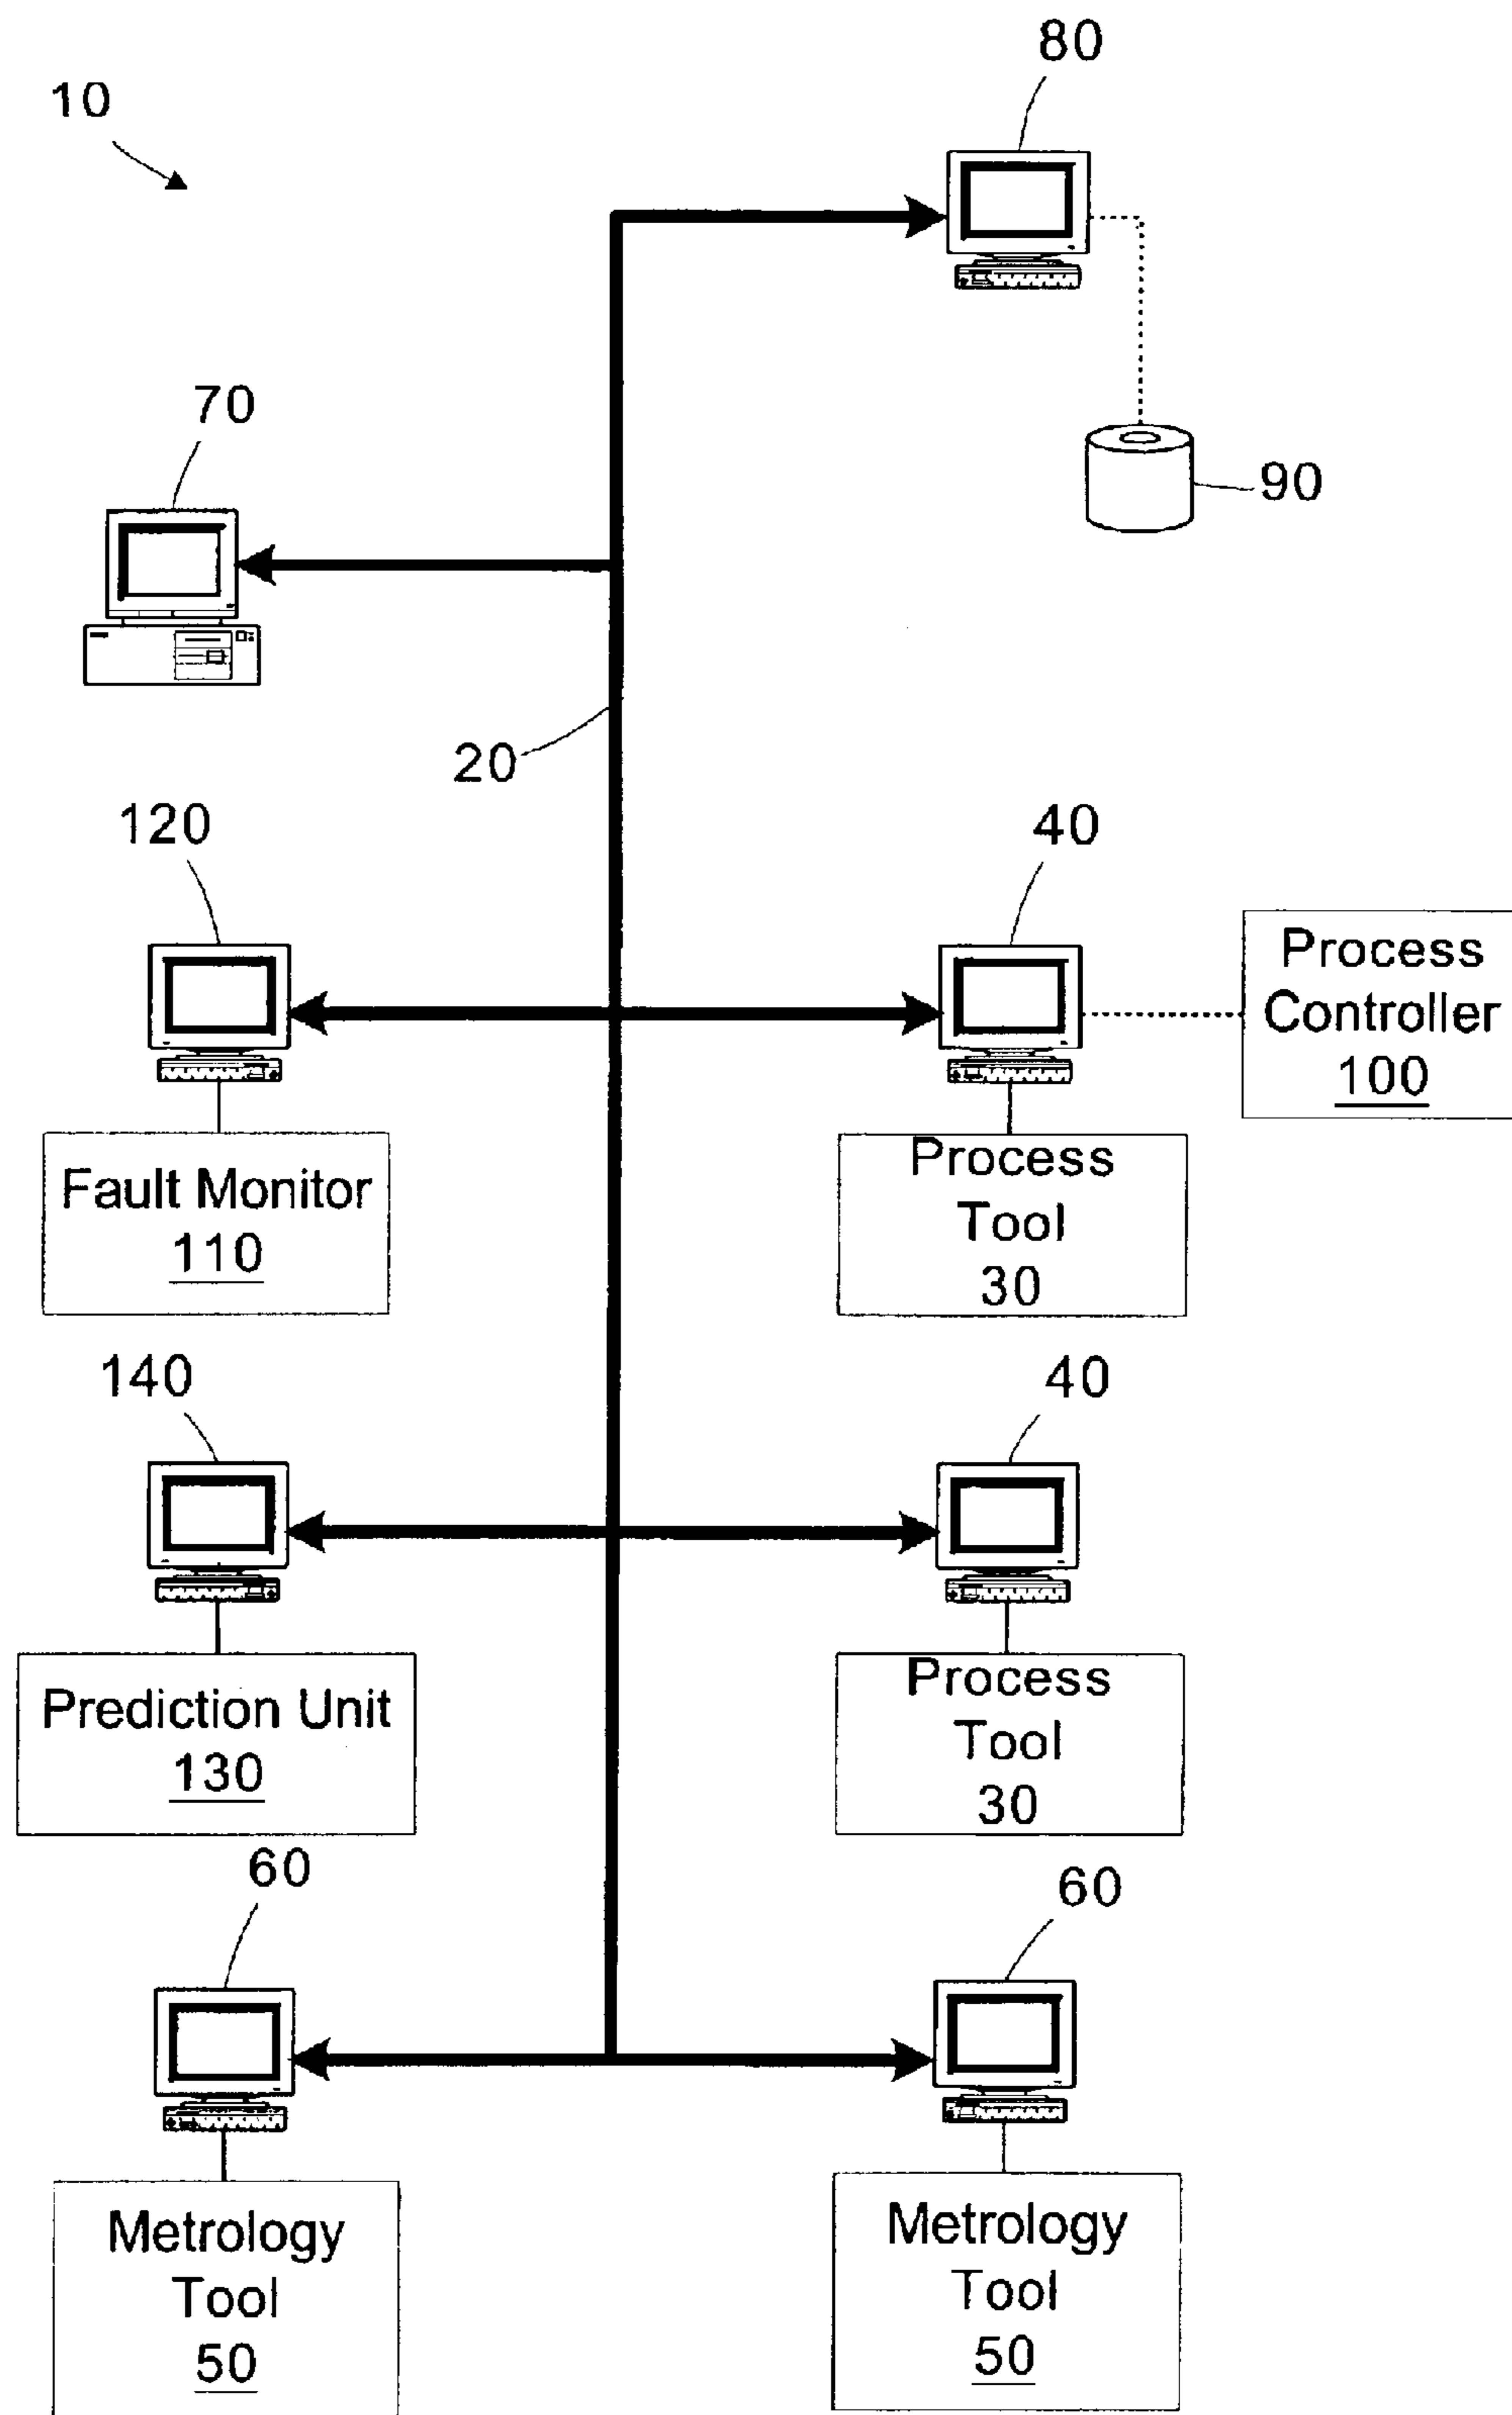 80
10
70
90
20
120
40
Process
Controller
100
Fault Monitor
110
Process
Tool
30
140
40
Prediction Unit
130
Process
Tool
30
60
60
Metrology
Tool
50
Metrology
Tool
50